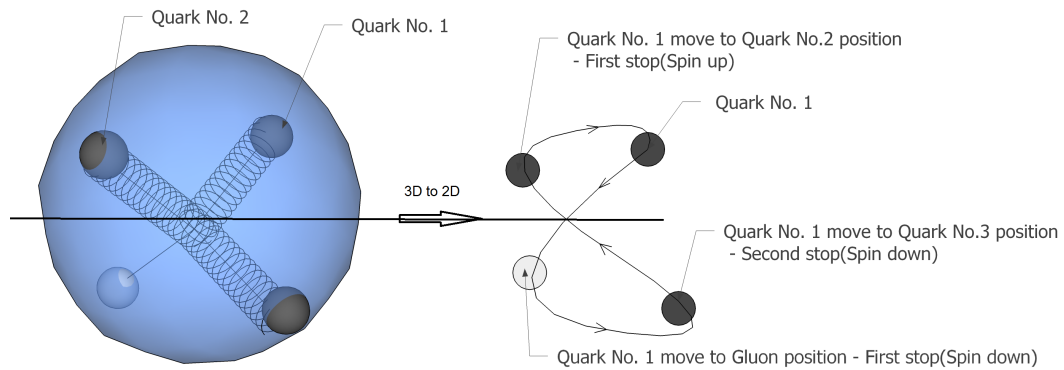 Quark No. 2
Quark No. 1
3D to 2D
Quark No. 1 move to Quark No.2 position
- First stop(Spin up)
Quark No. 1
Quark No. 1 move to Quark No.3 position
- Second stop(Spin down)
Quark No. 1 move to Gluon position - First stop(Spin down)